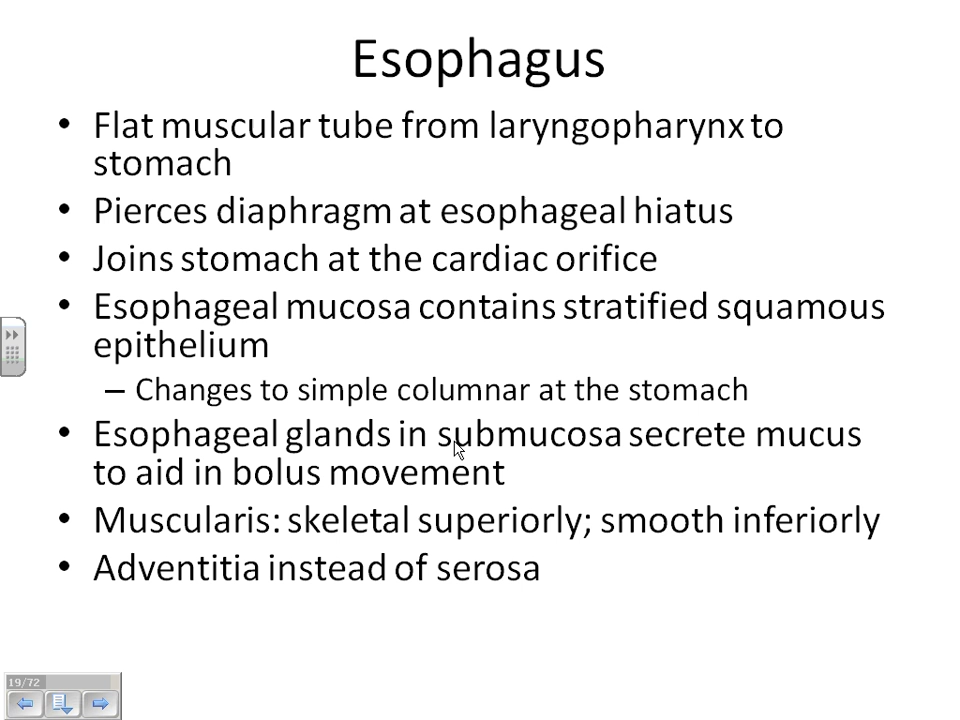 Esophagus
• Flat muscular tube from laryngopharynx to
stomach
• Pierces diaphragm at esophageal hiatus
• Joins stomach at the cardiac orifice
• Esophageal mucosa contains stratified squamous
epithelium
– Changes to simple columnar at the stomach
• Esophageal glands in submucosa secrete mucus
to aid in bolus movement
• Muscularis: skeletal superiorly; smooth inferiorly
• Adventitia instead of serosa
19/72